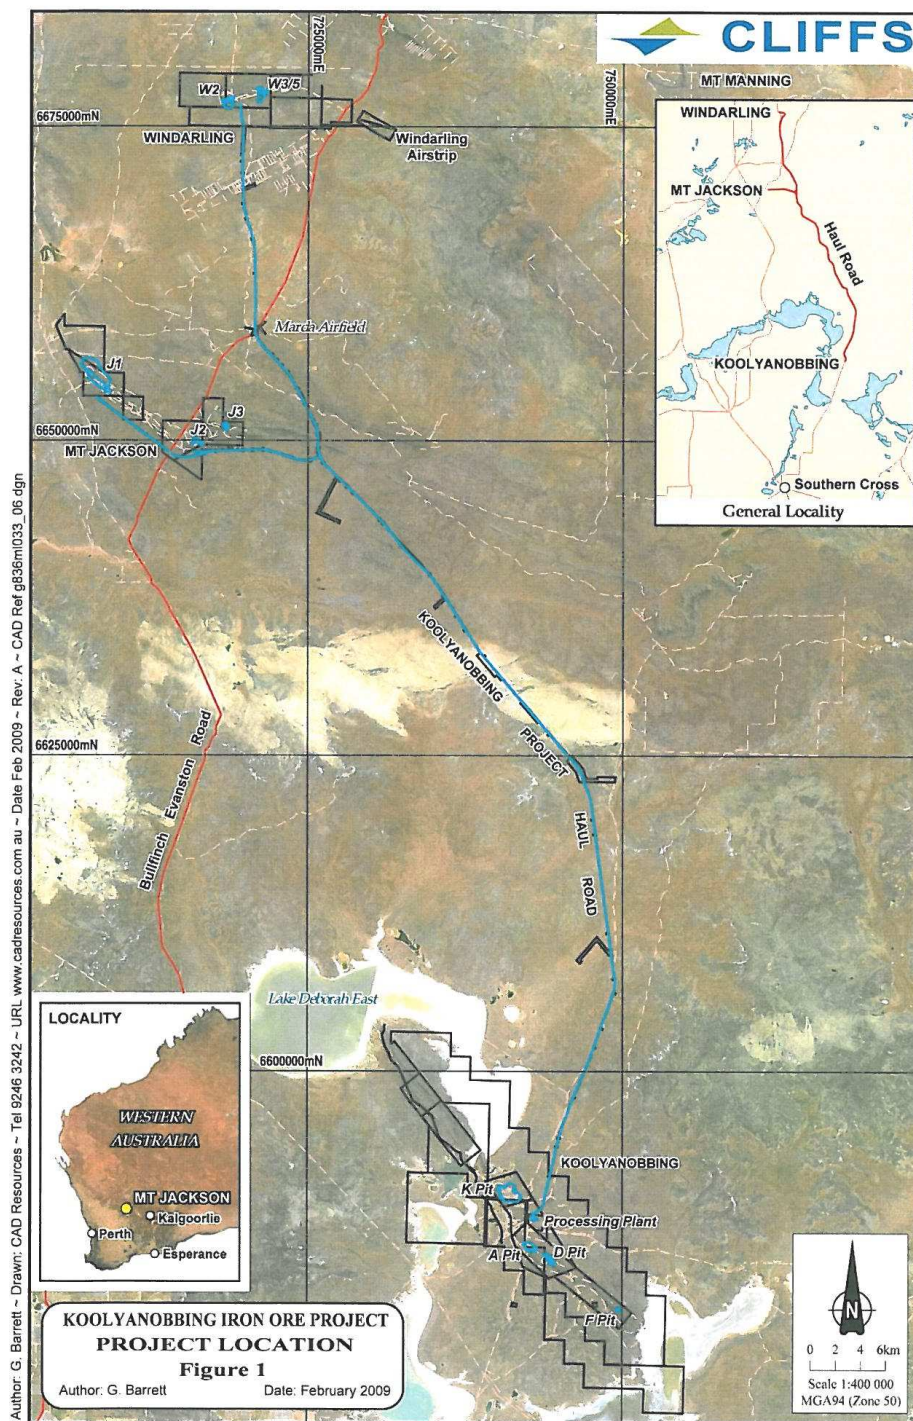 CLIFFS
725000mE
750000mE
MT MANNING
W2
W3/5
6675000mN
WINDARLING
Windarling
Airstrip
WINDARLING
MT JACKSON
Haul Road
KOOLYANOBBING
Southern Cross
General Locality
Marda Airfield
J1
J3
J2
6650000mN
MT JACKSON
KOOLYANOBBING
PROJECT
HAUL
ROAD
6625000mN
Bullfinch Evanston Road
Lake Deborah East
6600000mN
KOOLYANOBBING
K Pit
Processing Plant
A Pit
D Pit
F Pit
LOCALITY
WESTERN
AUSTRALIA
MT JACKSON
Kalgoorlie
Perth
Esperance
KOOLYANOBBING IRON ORE PROJECT
PROJECT LOCATION
Figure 1
Author: G. Barrett Date: February 2009
N
0 2 4 6km
Scale 1:400 000
MGA94 (Zone 50)
Author: G. Barrett ~ Drawn: CAD Resources ~ Tel 9246 3242 ~ URL www.cadresources.com au ~ Date Feb 2009 ~ Rev: A ~ CAD Ref g836ml033_06 dgn